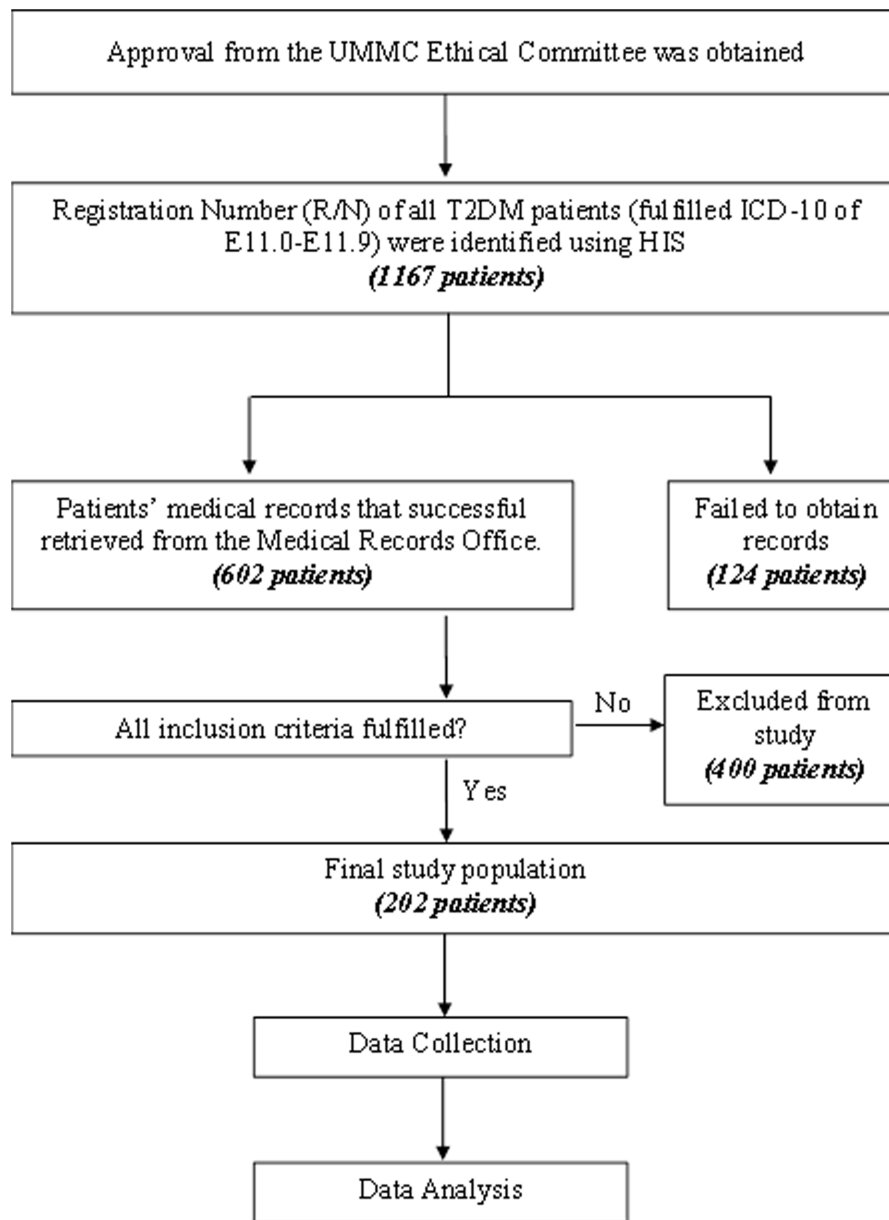 Approval from the UMMC Ethical Committee was obtained
Registration Number (R/N) of all T2DM patients (fulfilled ICD-10 of
E11.0-E11.9) were identified using HIS
(1167 patients)
Patients’ medical records that successful
retrieved from the Medical Records Office.
(602 patients)
Failed to obtain
records
(124 patients)
All inclusion criteria fulfilled?
No
Excluded from
study
(400 patients)
Yes
Final study population
(202 patients)
Data Collection
Data Analysis